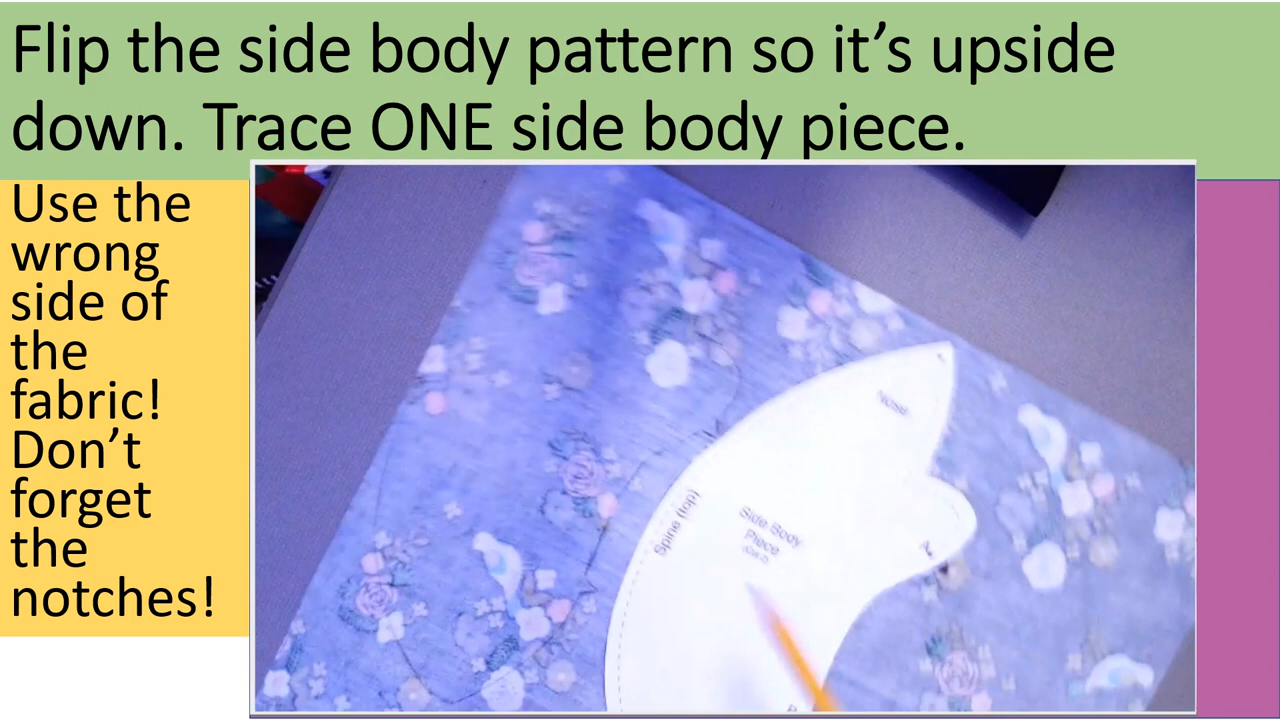 Flip the side body pattern so it’s upside
down. Trace ONE side body piece.
Use the
wrong
side of
the
fabric!
Don’t
forget
the
notches!
Nose
Spine (top)
Side Body
Piece